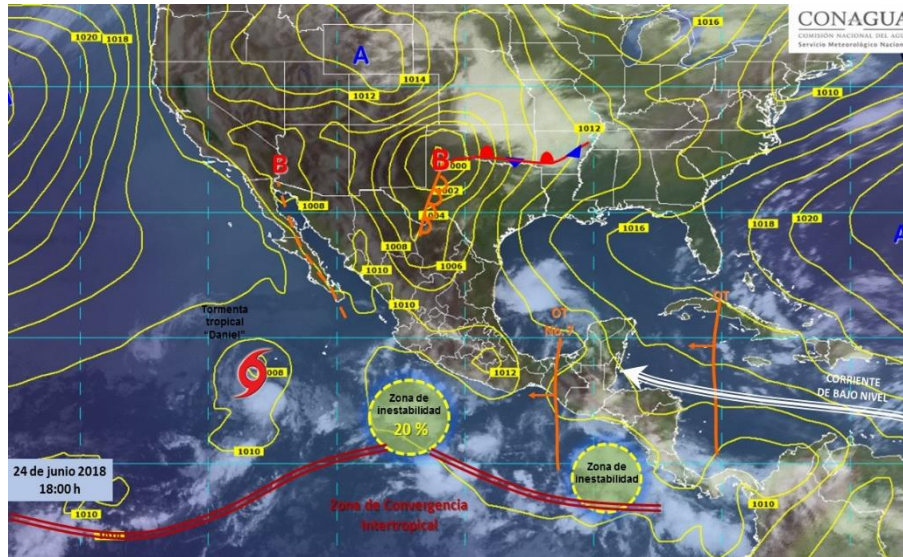 CONAGUA
COMISIÓN NACIONAL DEL AGUA
Servicio Meteorológico Nacional
1020
1018
1016
A
1014
1012
1010
1012
B
B
1000
1002
1008
1004
1008
1006
1010
1016
1018
1020
A
1010
Tormenta
tropical
"Daniel"
1008
1012
OT
No. 7
OT
CORRIENTE
DE BAJO NIVEL
Zona de
inestabilidad
20 %
Zona de
inestabilidad
1010
24 de junio 2018
18:00 h
Zona de Convergencia
Intertropical
1010
1010
1010